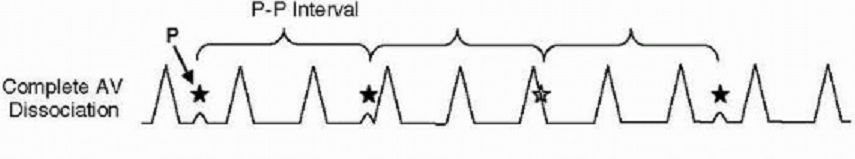 P-P Interval
P
Complete AV
Dissociation